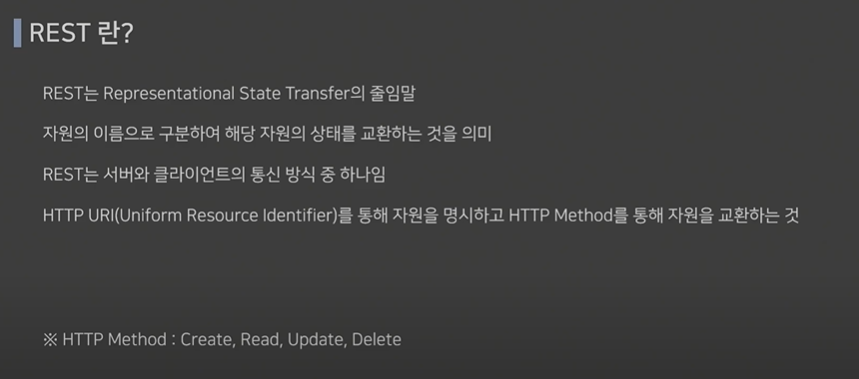 REST 란?
REST는 Representational State Transfer의 줄임말
자원의 이름으로 구분하여 해당 자원의 상태를 교환하는 것을 의미
REST는 서버와 클라이언트의 통신 방식 중 하나임
HTTP URI(Uniform Resource Identifier)를 통해 자원을 명시하고 HTTP Method를 통해 자원을 교환하는 것
※ HTTP Method : Create, Read, Update, Delete